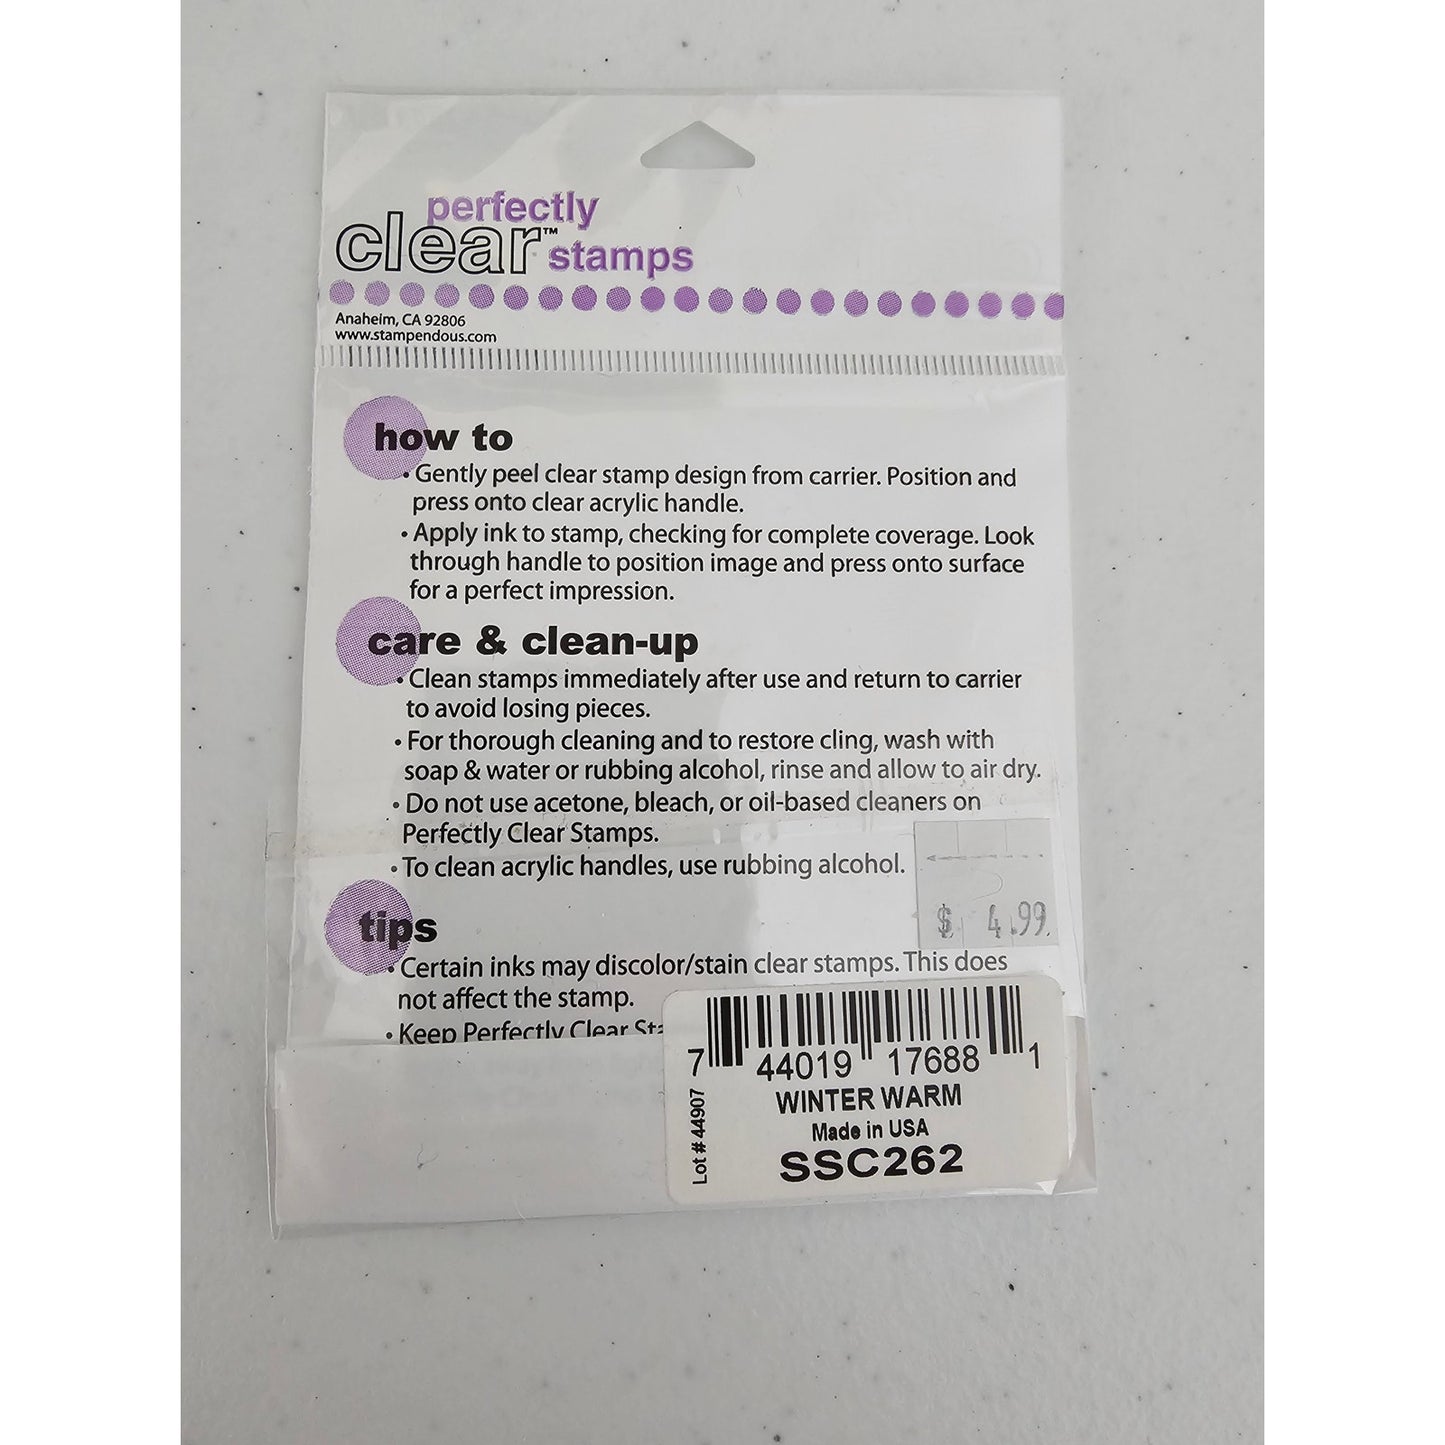 perfectly
clear™ stamps
Anaheim, CA 92806
www.stampendous.com
how to
• Gently peel clear stamp design from carrier. Position and
press onto clear acrylic handle.
• Apply ink to stamp, checking for complete coverage. Look
through handle to position image and press onto surface
for a perfect impression.
care & clean-up
• Clean stamps immediately after use and return to carrier
to avoid losing pieces.
• For thorough cleaning and to restore cling, wash with
soap & water or rubbing alcohol, rinse and allow to air dry.
• Do not use acetone, bleach, or oil-based cleaners on
Perfectly Clear Stamps.
• To clean acrylic handles, use rubbing alcohol.
$ 4.99
tips
• Certain inks may discolor/stain clear stamps. This does
not affect the stamp.
• Keep Perfectly Clear
7 44019 17688 1
Lot # 44907
WINTER WARM
Made in USA
SSC262